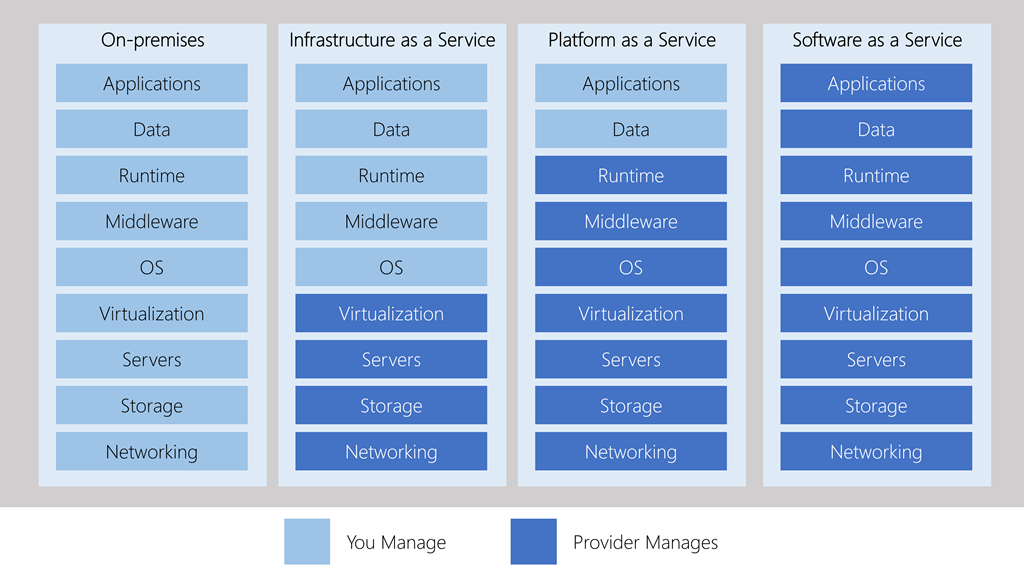 On-premises
Applications
Data
Runtime
Middleware
OS
Virtualization
Servers
Storage
Networking
Infrastructure as a Service
Applications
Data
Runtime
Middleware
OS
Virtualization
Servers
Storage
Networking
Platform as a Service
Applications
Data
Runtime
Middleware
OS
Virtualization
Servers
Storage
Networking
Software as a Service
Applications
Data
Runtime
Middleware
OS
Virtualization
Servers
Storage
Networking
You Manage
Provider Manages